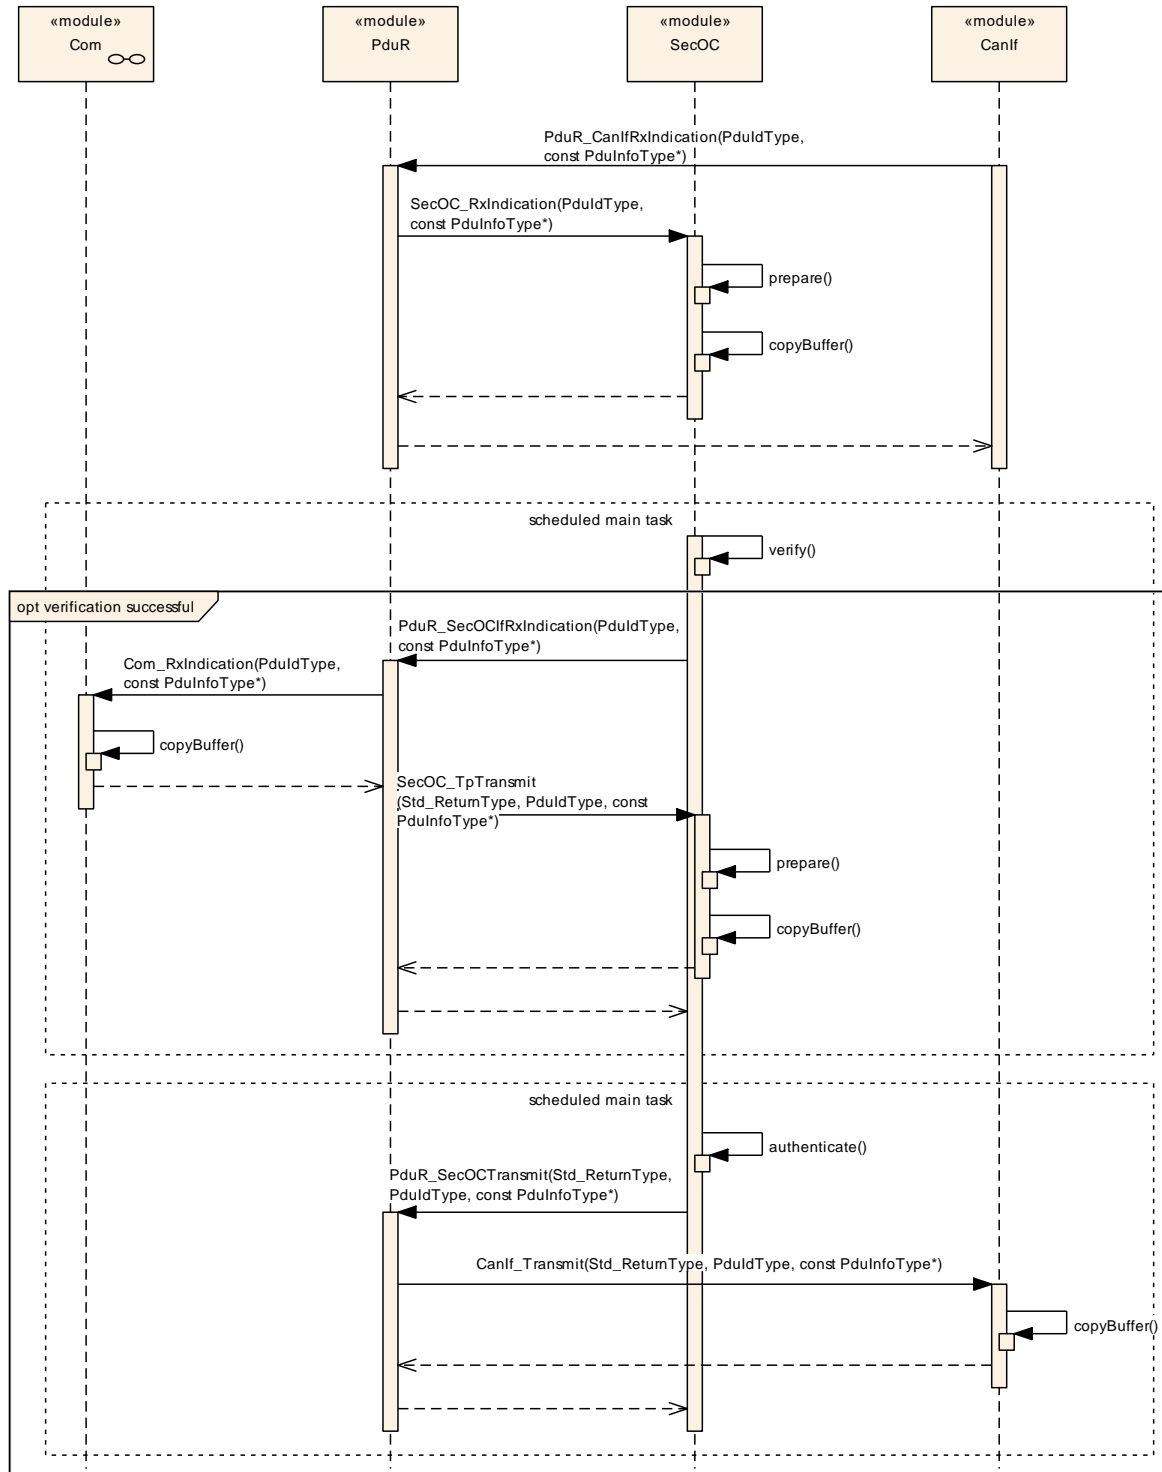 «module»
Com
«module»
PduR
«module»
SecOC
«module»
CanIf
PduR_CanIfRxIndication(PduIdType,
const PduInfoType*)
SecOC_RxIndication(PduIdType,
const PduInfoType*)
prepare()
copyBuffer()
scheduled main task
verify()
opt verification successful
PduR_SecOCIfRxIndication(PduIdType,
const PduInfoType*)
Com_RxIndication(PduIdType,
const PduInfoType*)
copyBuffer()
SecOC_TpTransmit
(Std_ReturnType, PduIdType, const
PduInfoType*)
prepare()
copyBuffer()
scheduled main task
authenticate()
PduR_SecOCTransmit(Std_ReturnType,
PduIdType, const PduInfoType*)
CanIf_Transmit(Std_ReturnType, PduIdType, const PduInfoType*)
copyBuffer()